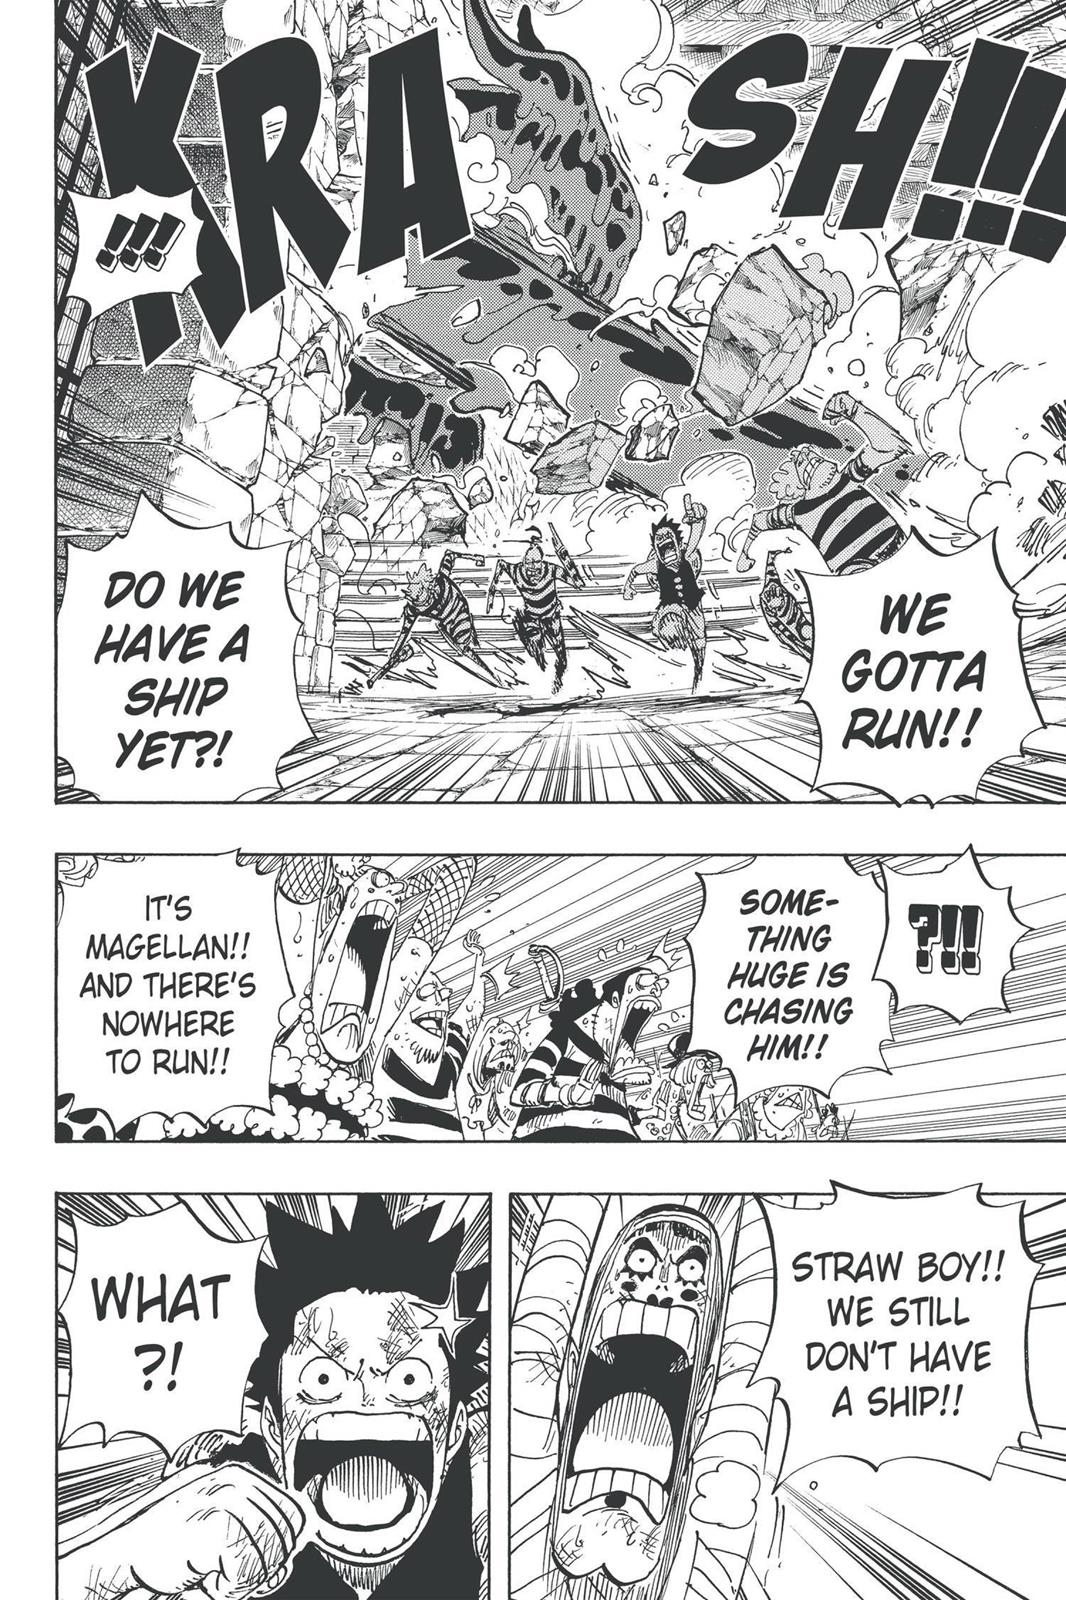 KRASH!!!
WE
GOTTA
RUN!!
DO WE
HAVE A
SHIP
YET?!
!!!
?!!
SOME-
THING
HUGE IS
CHASING
HIM!!
IT'S
MAGELLAN!!
AND THERE'S
NOWHERE
TO RUN!!
STRAW BOY!!
WE STILL
DON'T HAVE
A SHIP!!
WHAT
?!